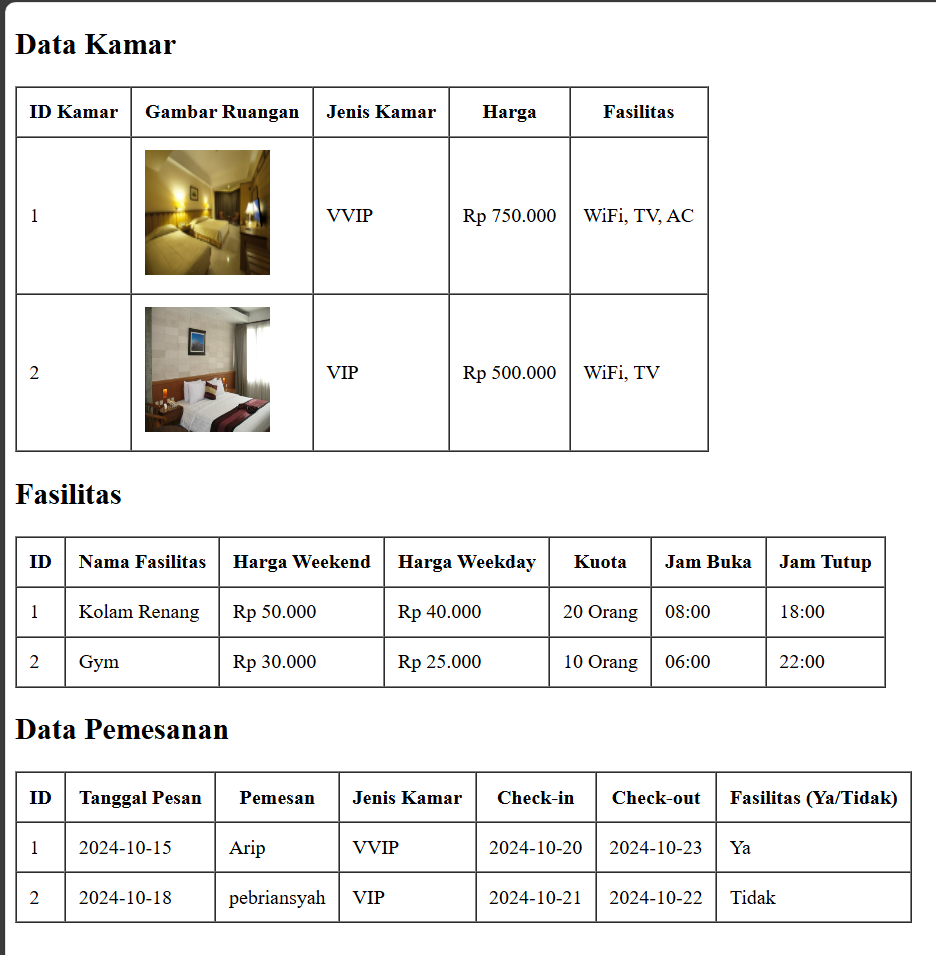 Data Kamar
ID Kamar Gambar Ruangan Jenis Kamar Harga Fasilitas
1 VVIP Rp 750.000 WiFi, TV, AC
2 VIP Rp 500.000 WiFi, TV
Fasilitas
ID Nama Fasilitas Harga Weekend Harga Weekday Kuota Jam Buka Jam Tutup
1 Kolam Renang Rp 50.000 Rp 40.000 20 Orang 08:00 18:00
2 Gym Rp 30.000 Rp 25.000 10 Orang 06:00 22:00
Data Pemesanan
ID Tanggal Pesan Pemesan Jenis Kamar Check-in Check-out Fasilitas (Ya/Tidak)
1 2024-10-15 Arip VVIP 2024-10-20 2024-10-23 Ya
2 2024-10-18 pebriansyah VIP 2024-10-21 2024-10-22 Tidak